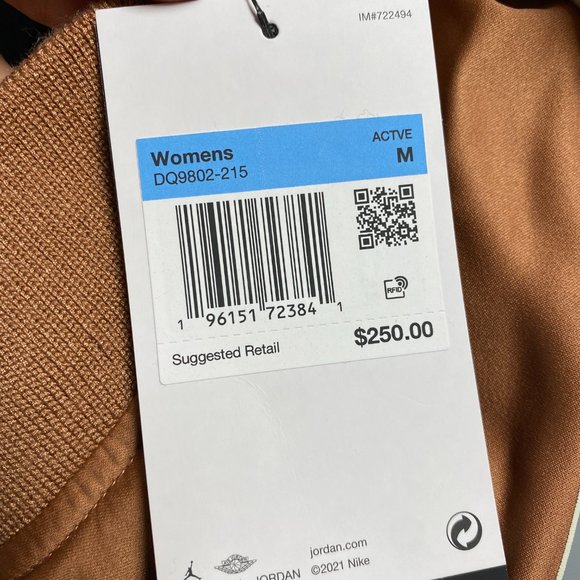 IM#722494
Womens ACTVE
DQ9802-215 M
RFID
1 96151 72384 1
Suggested Retail $250.00
jordan.com
JORDAN ©2021 Nike